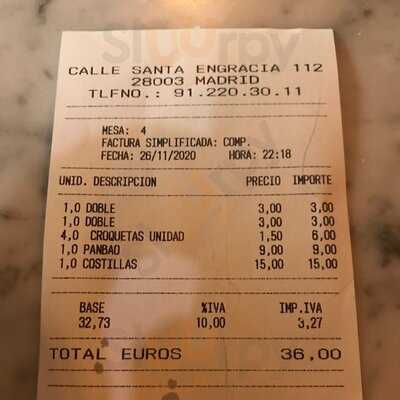 Slurrpy
CALLE SANTA ENGRACIA 112
28003 MADRID
TLFNO.: 91.220.30.11
MESA: 4
FACTURA SIMPLIFICADA: COMP.
FECHA: 26/11/2020 HORA: 22:18
UNID. DESCRIPCION PRECIO IMPORTE
1,0 DOBLE 3,00 3,00
1,0 DOBLE 3,00 3,00
4,0 CROQUETAS UNIDAD 1,50 6,00
1,0 PANBAO 9,00 9,00
1,0 COSTILLAS 15,00 15,00
BASE %IVA IMP.IVA
32,73 10,00 3,27
TOTAL EUROS 36,00